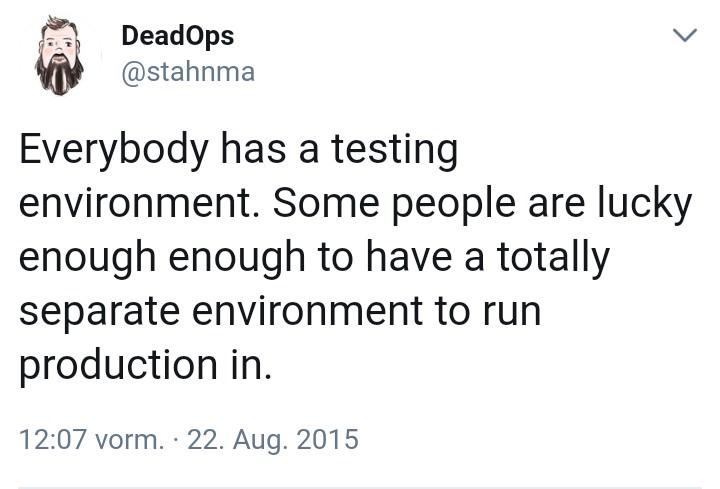 DeadOps
@stahnma
Everybody has a testing
environment. Some people are lucky
enough enough to have a totally
separate environment to run
production in.
12:07 vorm. · 22. Aug. 2015